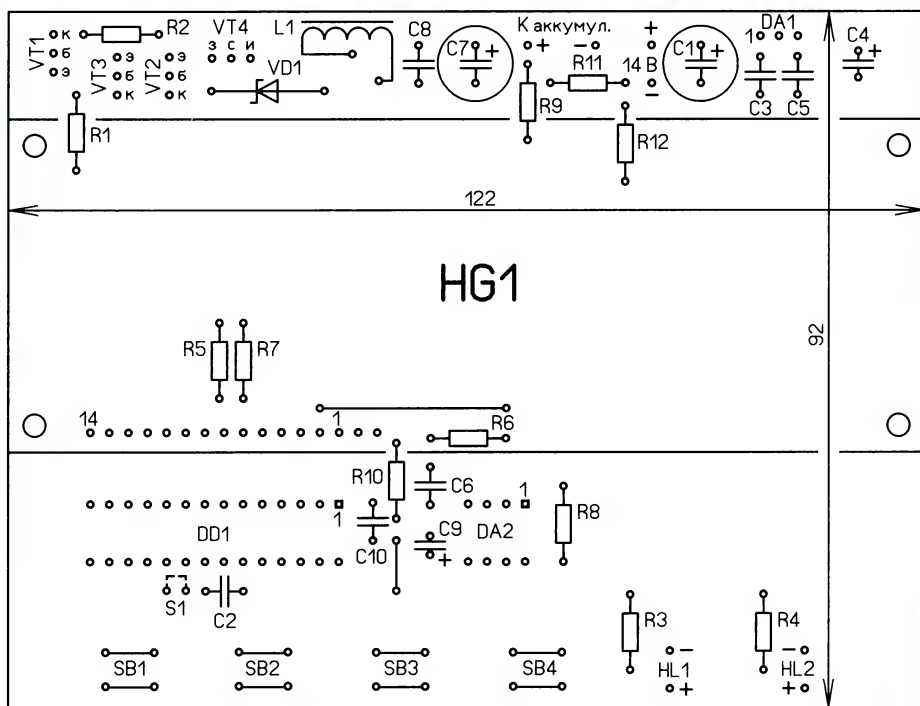 VT1
к
б
э
R2
VT3
э
б
к
VT2
э
б
к
VT4
з с и
L1
VD1
C8
C7
+
К аккумул.
+
−
R11
R9
+
14 В
−
R12
C1
+
DA1
1
C3
C5
C4
+
R1
122
HG1
92
R5
R7
14
1
R6
R10
C6
1
DD1
1
C10
C9
+
DA2
R8
S1
C2
R3
R4
SB1
SB2
SB3
SB4
−
HL1
+
−
HL2
+